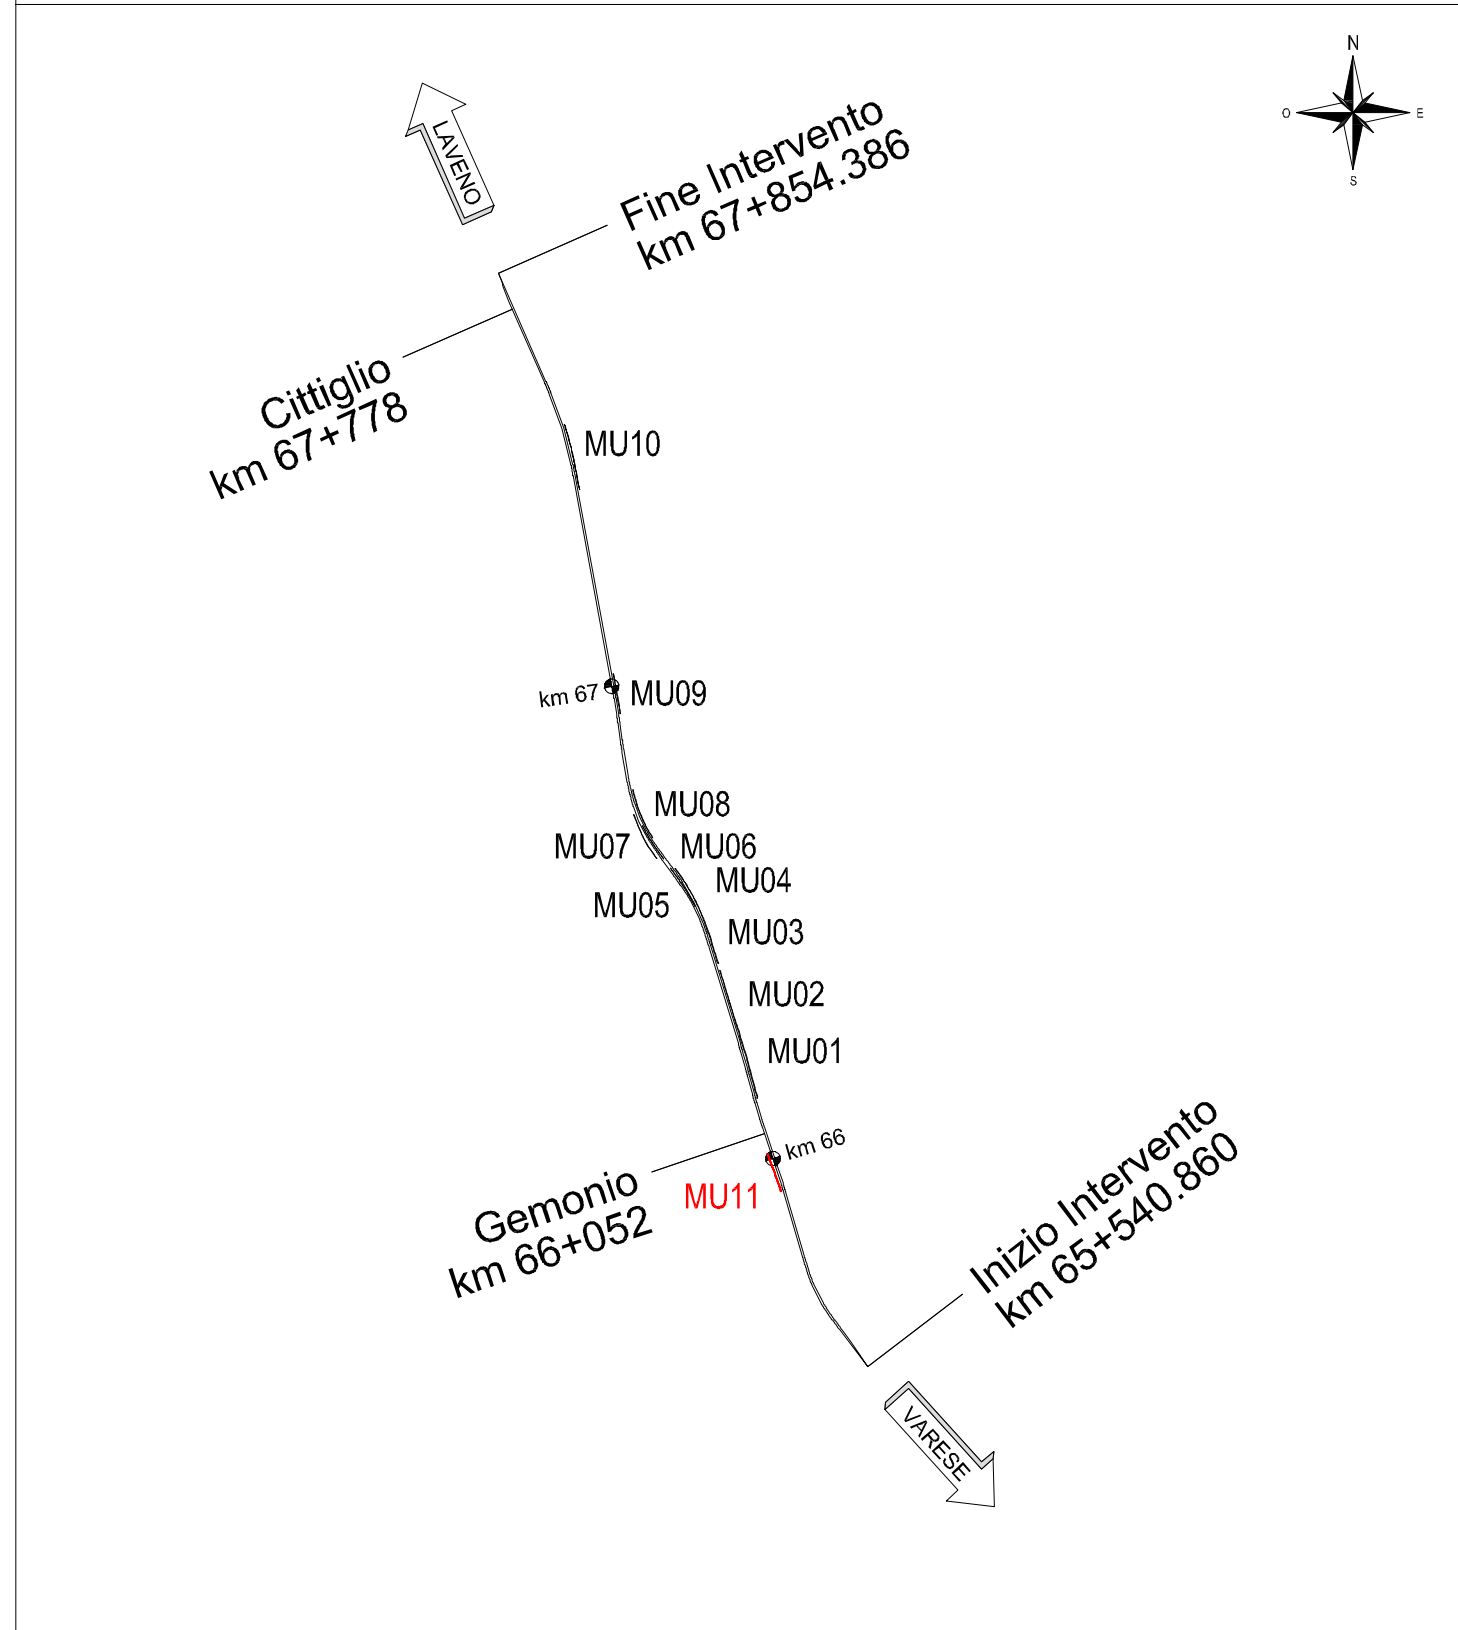 N
O
E
S
LAVENO
Fine Intervento
km 67+854.386
Cittiglio
km 67+778
MU10
km 67
MU09
MU08
MU07
MU06
MU04
MU05
MU03
MU02
MU01
km 66
Gemonio
km 66+052
MU11
Inizio Intervento
km 65+540.860
VARESE